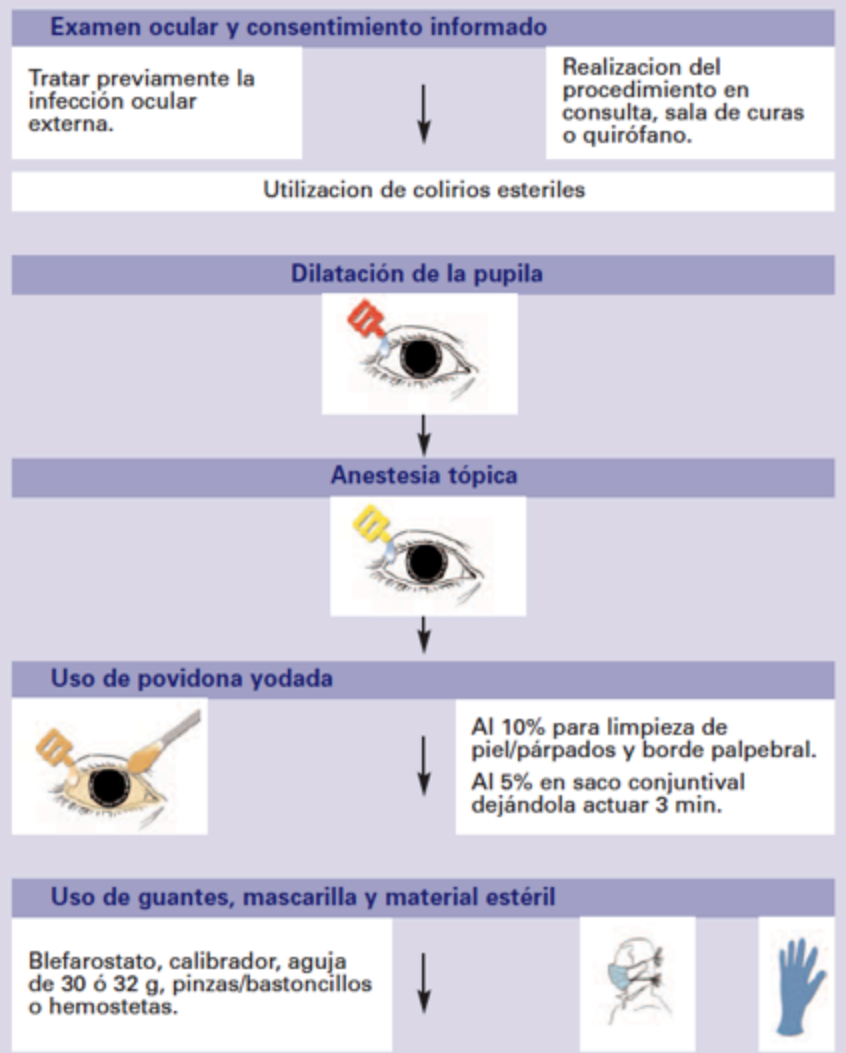 Examen ocular y consentimiento informado
Tratar previamente la
infección ocular
externa.
Realizacion del
procedimiento en
consulta, sala de curas
o quirófano.
Utilizacion de colirios esteriles
Dilatación de la pupila
Anestesia tópica
Uso de povidona yodada
Al 10% para limpieza de
piel/párpados y borde palpebral.
Al 5% en saco conjuntival
dejándola actuar 3 min.
Uso de guantes, mascarilla y material estéril
Blefarostato, calibrador, aguja
de 30 ó 32 g, pinzas/bastoncillos
o hemostetas.